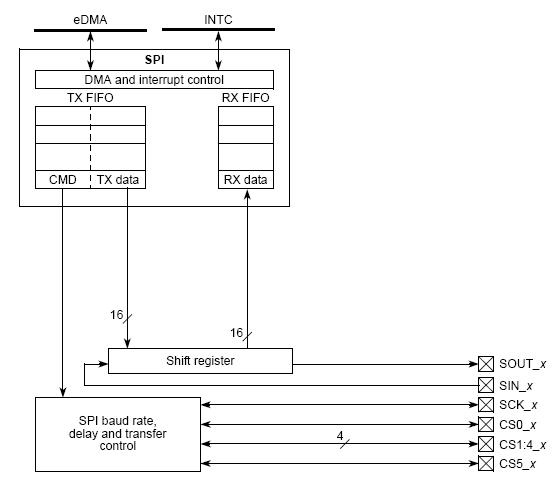 eDMA INTC
SPI
DMA and interrupt control
TX FIFO RX FIFO
CMD TX data RX data
16
16
Shift register
SOUT_x
SIN_x
SCK_x
SPI baud rate,
delay and transfer
control
CS0_x
4
CS1:4_x
CS5_x